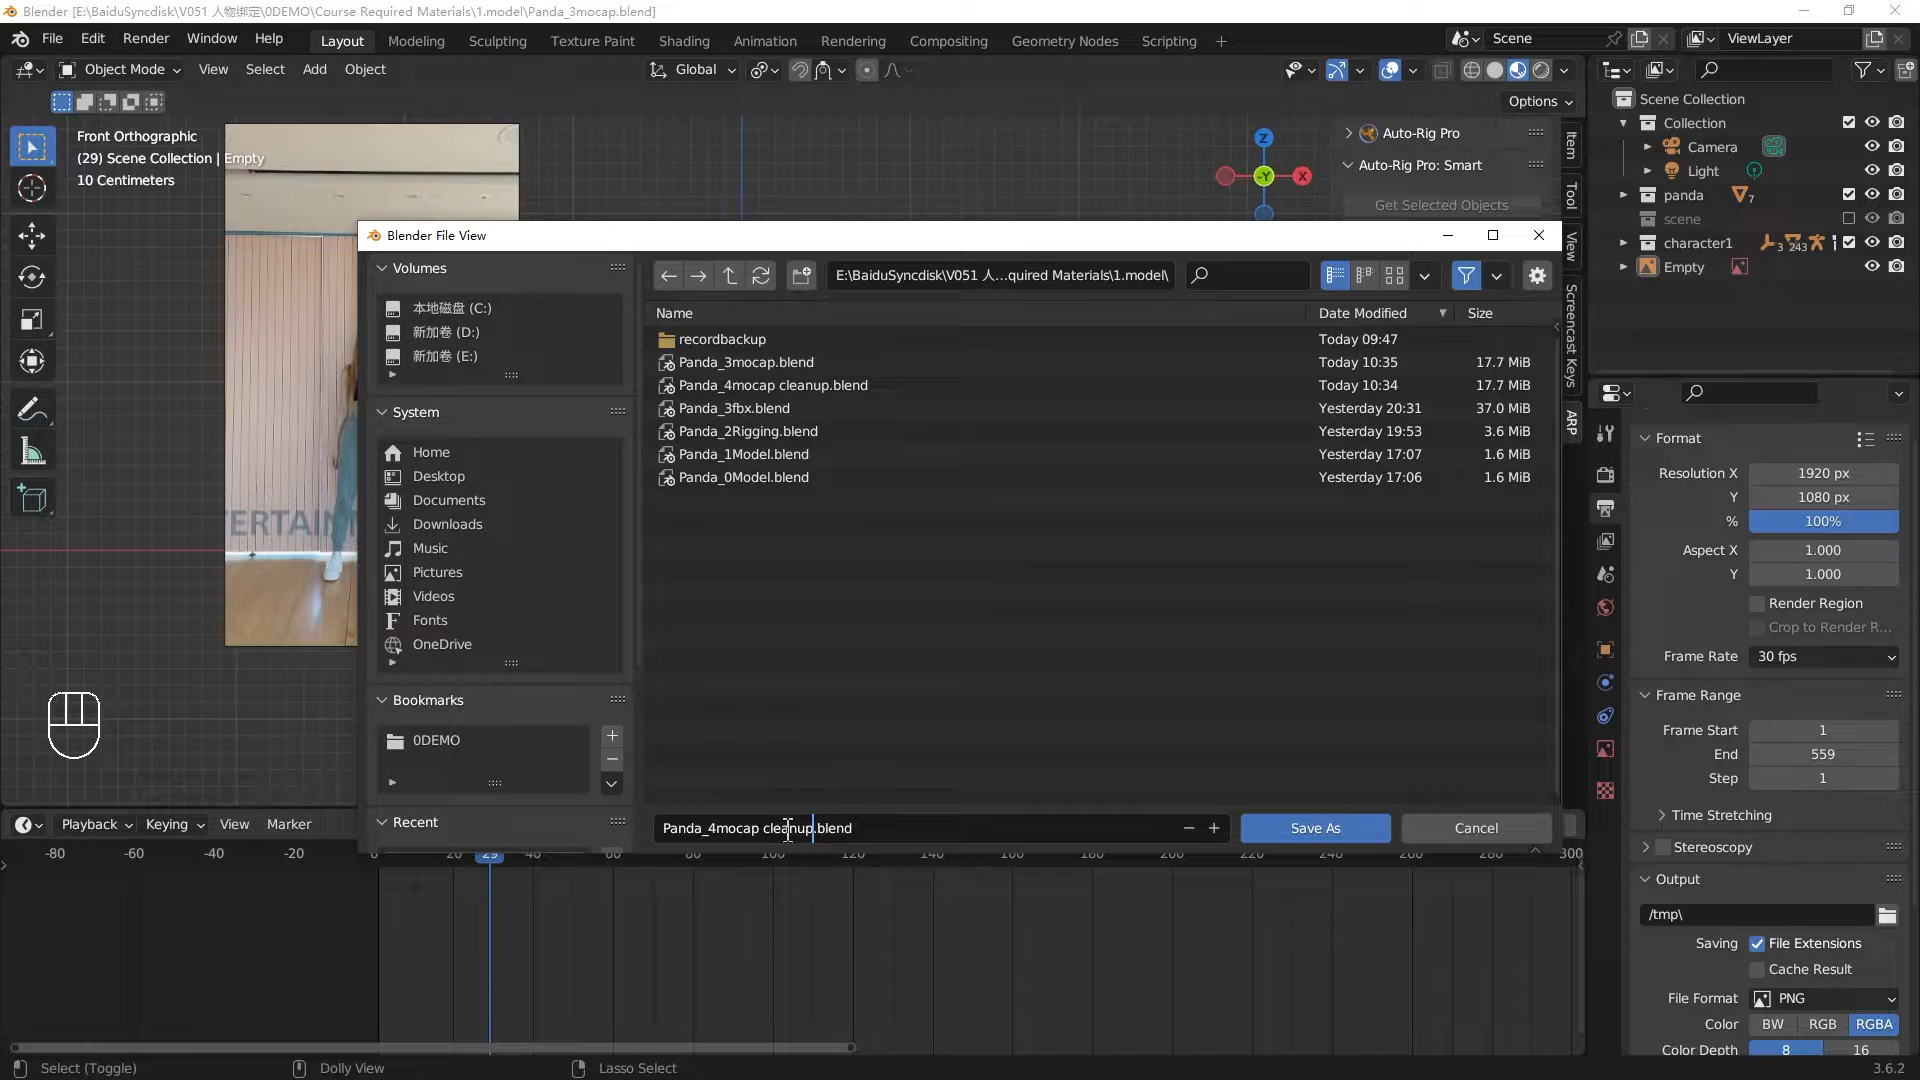 Blender [E:\BaiduSyncdisk\V051 人物绑定\0DEMO\Course Required Materials\1.model\Panda_3mocap.blend]
File Edit Render Window Help
Layout Modeling Sculpting Texture Paint Shading Animation Rendering Compositing Geometry Nodes Scripting +
Scene
ViewLayer
Object Mode View Select Add Object
Global
Options
Front Orthographic
(29) Scene Collection | Empty
10 Centimeters
Z
-Y
X
Auto-Rig Pro
Auto-Rig Pro: Smart
Get Selected Objects
Item
Tool
View
Screencast Keys
ARP
Scene Collection
Collection
Camera
Light
panda 7
scene
character1 3 243
Empty
Blender File View
Volumes
本地磁盘 (C:)
新加卷 (D:)
新加卷 (E:)
System
Home
Desktop
Documents
Downloads
Music
Pictures
Videos
Fonts
OneDrive
Bookmarks
0DEMO
Recent
E:\BaiduSyncdisk\V051 人...quired Materials\1.model\
Name Date Modified Size
recordbackup Today 09:47
Panda_3mocap.blend Today 10:35 17.7 MiB
Panda_4mocap cleanup.blend Today 10:34 17.7 MiB
Panda_3fbx.blend Yesterday 20:31 37.0 MiB
Panda_2Rigging.blend Yesterday 19:53 3.6 MiB
Panda_1Model.blend Yesterday 17:07 1.6 MiB
Panda_0Model.blend Yesterday 17:06 1.6 MiB
Panda_4mocap cleanup.blend
Save As
Cancel
ERTAIN
Format
Resolution X 1920 px
Y 1080 px
% 100%
Aspect X 1.000
Y 1.000
Render Region
Crop to Render R...
Frame Rate 30 fps
Frame Range
Frame Start 1
End 559
Step 1
Time Stretching
Stereoscopy
Output
/tmp\
Saving File Extensions
Cache Result
File Format PNG
Color BW RGB RGBA
Color Depth 8 16
Playback Keying View Marker
-80 -60 -40 -20 0 20 29 40 60 80 100 120 140 160 180 200 220 240 260 280 300
Select (Toggle) Dolly View Lasso Select
3.6.2